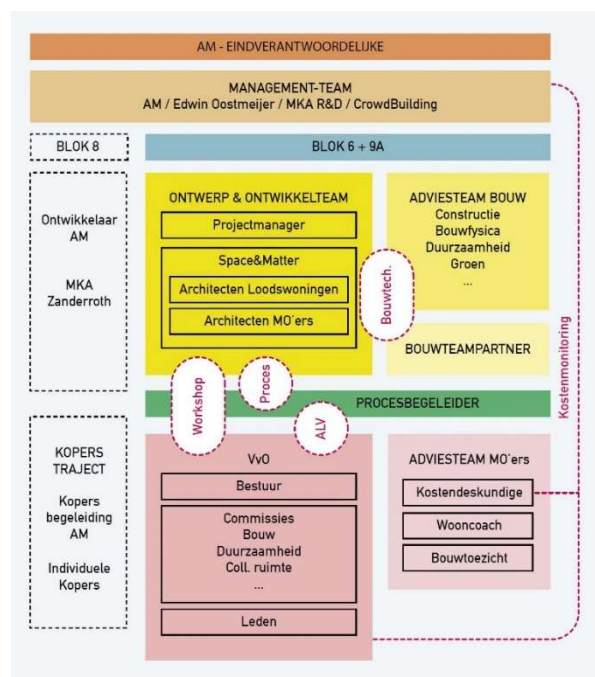 AM - EINDVERANTWOORDELIJKE
MANAGEMENT-TEAM
AM / Edwin Oostmeijer / MKA R&D / CrowdBuilding
BLOK 8
BLOK 6 + 9A
Ontwikkelaar
AM
MKA
Zanderroth
ONTWERP & ONTWIKKELTEAM
Projectmanager
Space&Matter
Architecten Loodswoningen
Architecten MO'ers
Bouwtech.
ADVIESTEAM BOUW
Constructie
Bouwfysica
Duurzaamheid
Groen
...
BOUWTEAMPARTNER
Kostenmonitoring
Workshop
Proces
ALV
PROCESBEGELEIDER
KOPERS
TRAJECT
Kopers
begeleiding
AM
Individuele
Kopers
VvO
Bestuur
Commissies
Bouw
Duurzaamheid
Coll. ruimte
...
Leden
ADVIESTEAM MO'ers
Kostendeskundige
Wooncoach
Bouwtoezicht